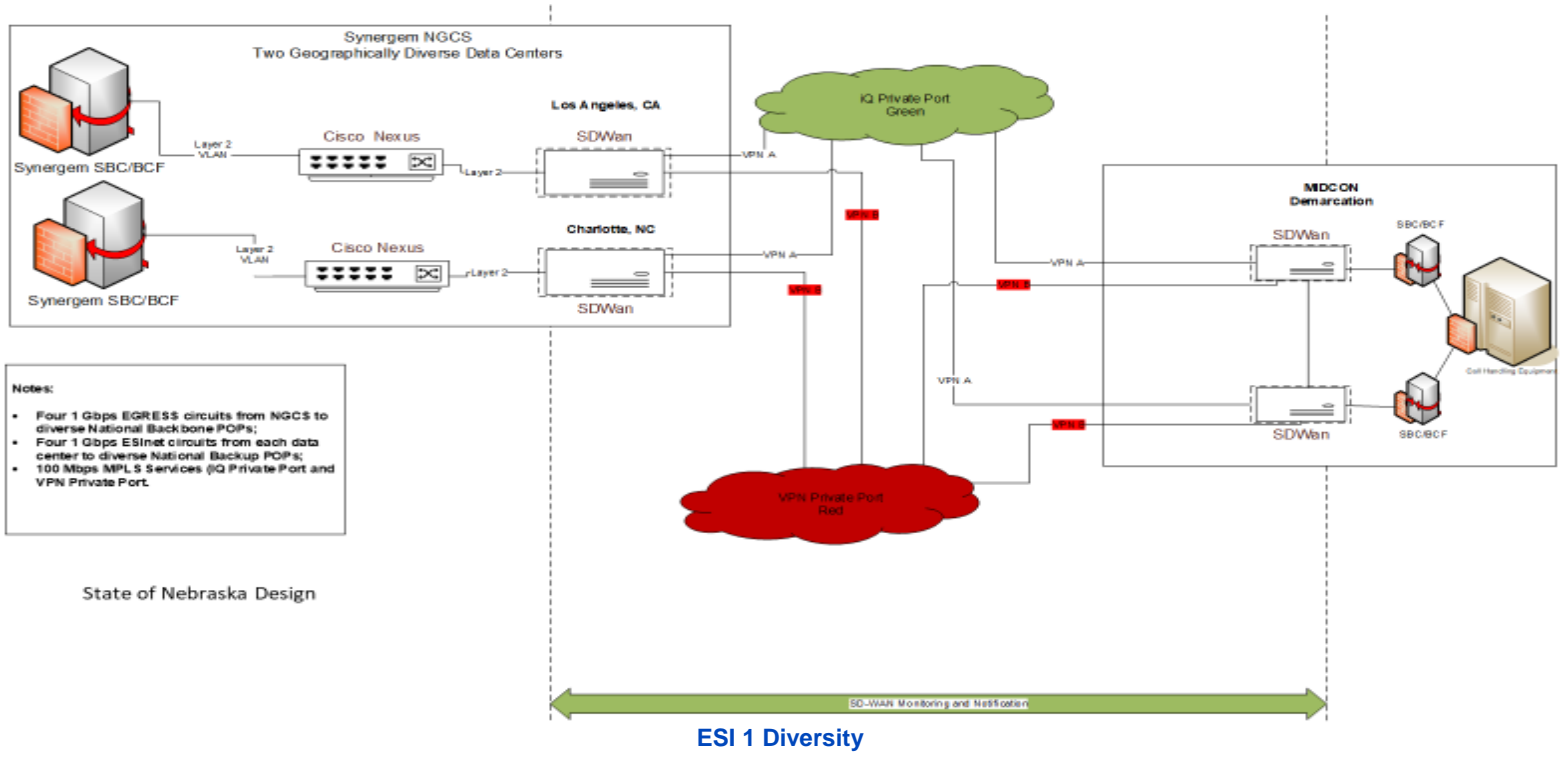 Synergem NGCS
Two Geographically Diverse Data Centers
Synergem SBC/BCF
Layer 2
VLAN
Cisco Nexus
Layer 2
Los Angeles, CA
SDWan
VPN A
VPN B
Synergem SBC/BCF
Layer 2
VLAN
Cisco Nexus
Layer 2
Charlotte, NC
SDWan
VPN A
VPN B
IQ Private Port
Green
VPN A
VPN B
VPN A
VPN B
VPN Private Port
Red
MIDCON
Demarcation
SDWan
SBC/BCF
Call Handling Equipment
SDWan
SBC/BCF
Notes:
• Four 1 Gbps EGRESS circuits from NGCS to
diverse National Backbone POPs;
• Four 1 Gbps ESInet circuits from each data
center to diverse National Backup POPs;
• 100 Mbps MPLS Services (IQ Private Port and
VPN Private Port.
State of Nebraska Design
SD-WAN Monitoring and Notification
ESI 1 Diversity